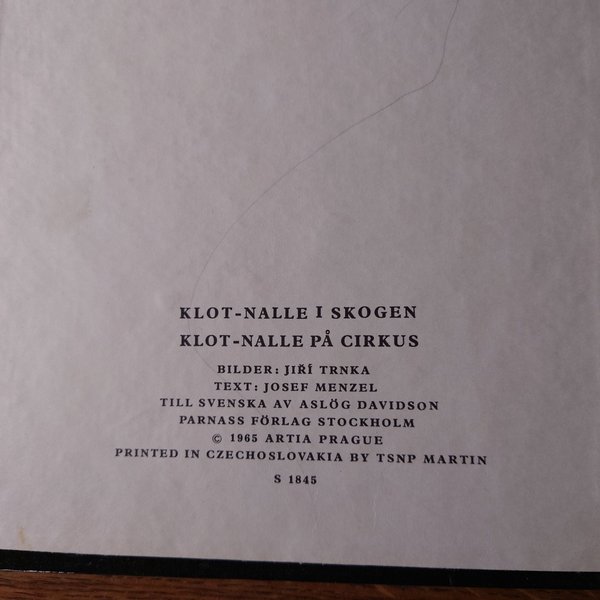 KLOT-NALLE I SKOGEN
KLOT-NALLE PÅ CIRKUS
BILDER: JIŘÍ TRNKA
TEXT: JOSEF MENZEL
TILL SVENSKA AV ASLÖG DAVIDSON
PARNASS FÖRLAG STOCKHOLM
© 1965 ARTIA PRAGUE
PRINTED IN CZECHOSLOVAKIA BY TSNP MARTIN
S 1845